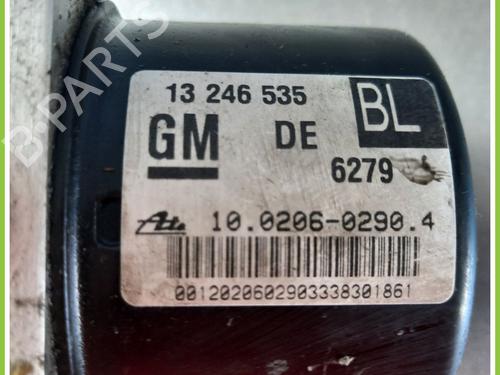 13 246 535
BL
GM DE
6279
Ate 10.0206-0290.4
00120206029033338301861
B-Parts